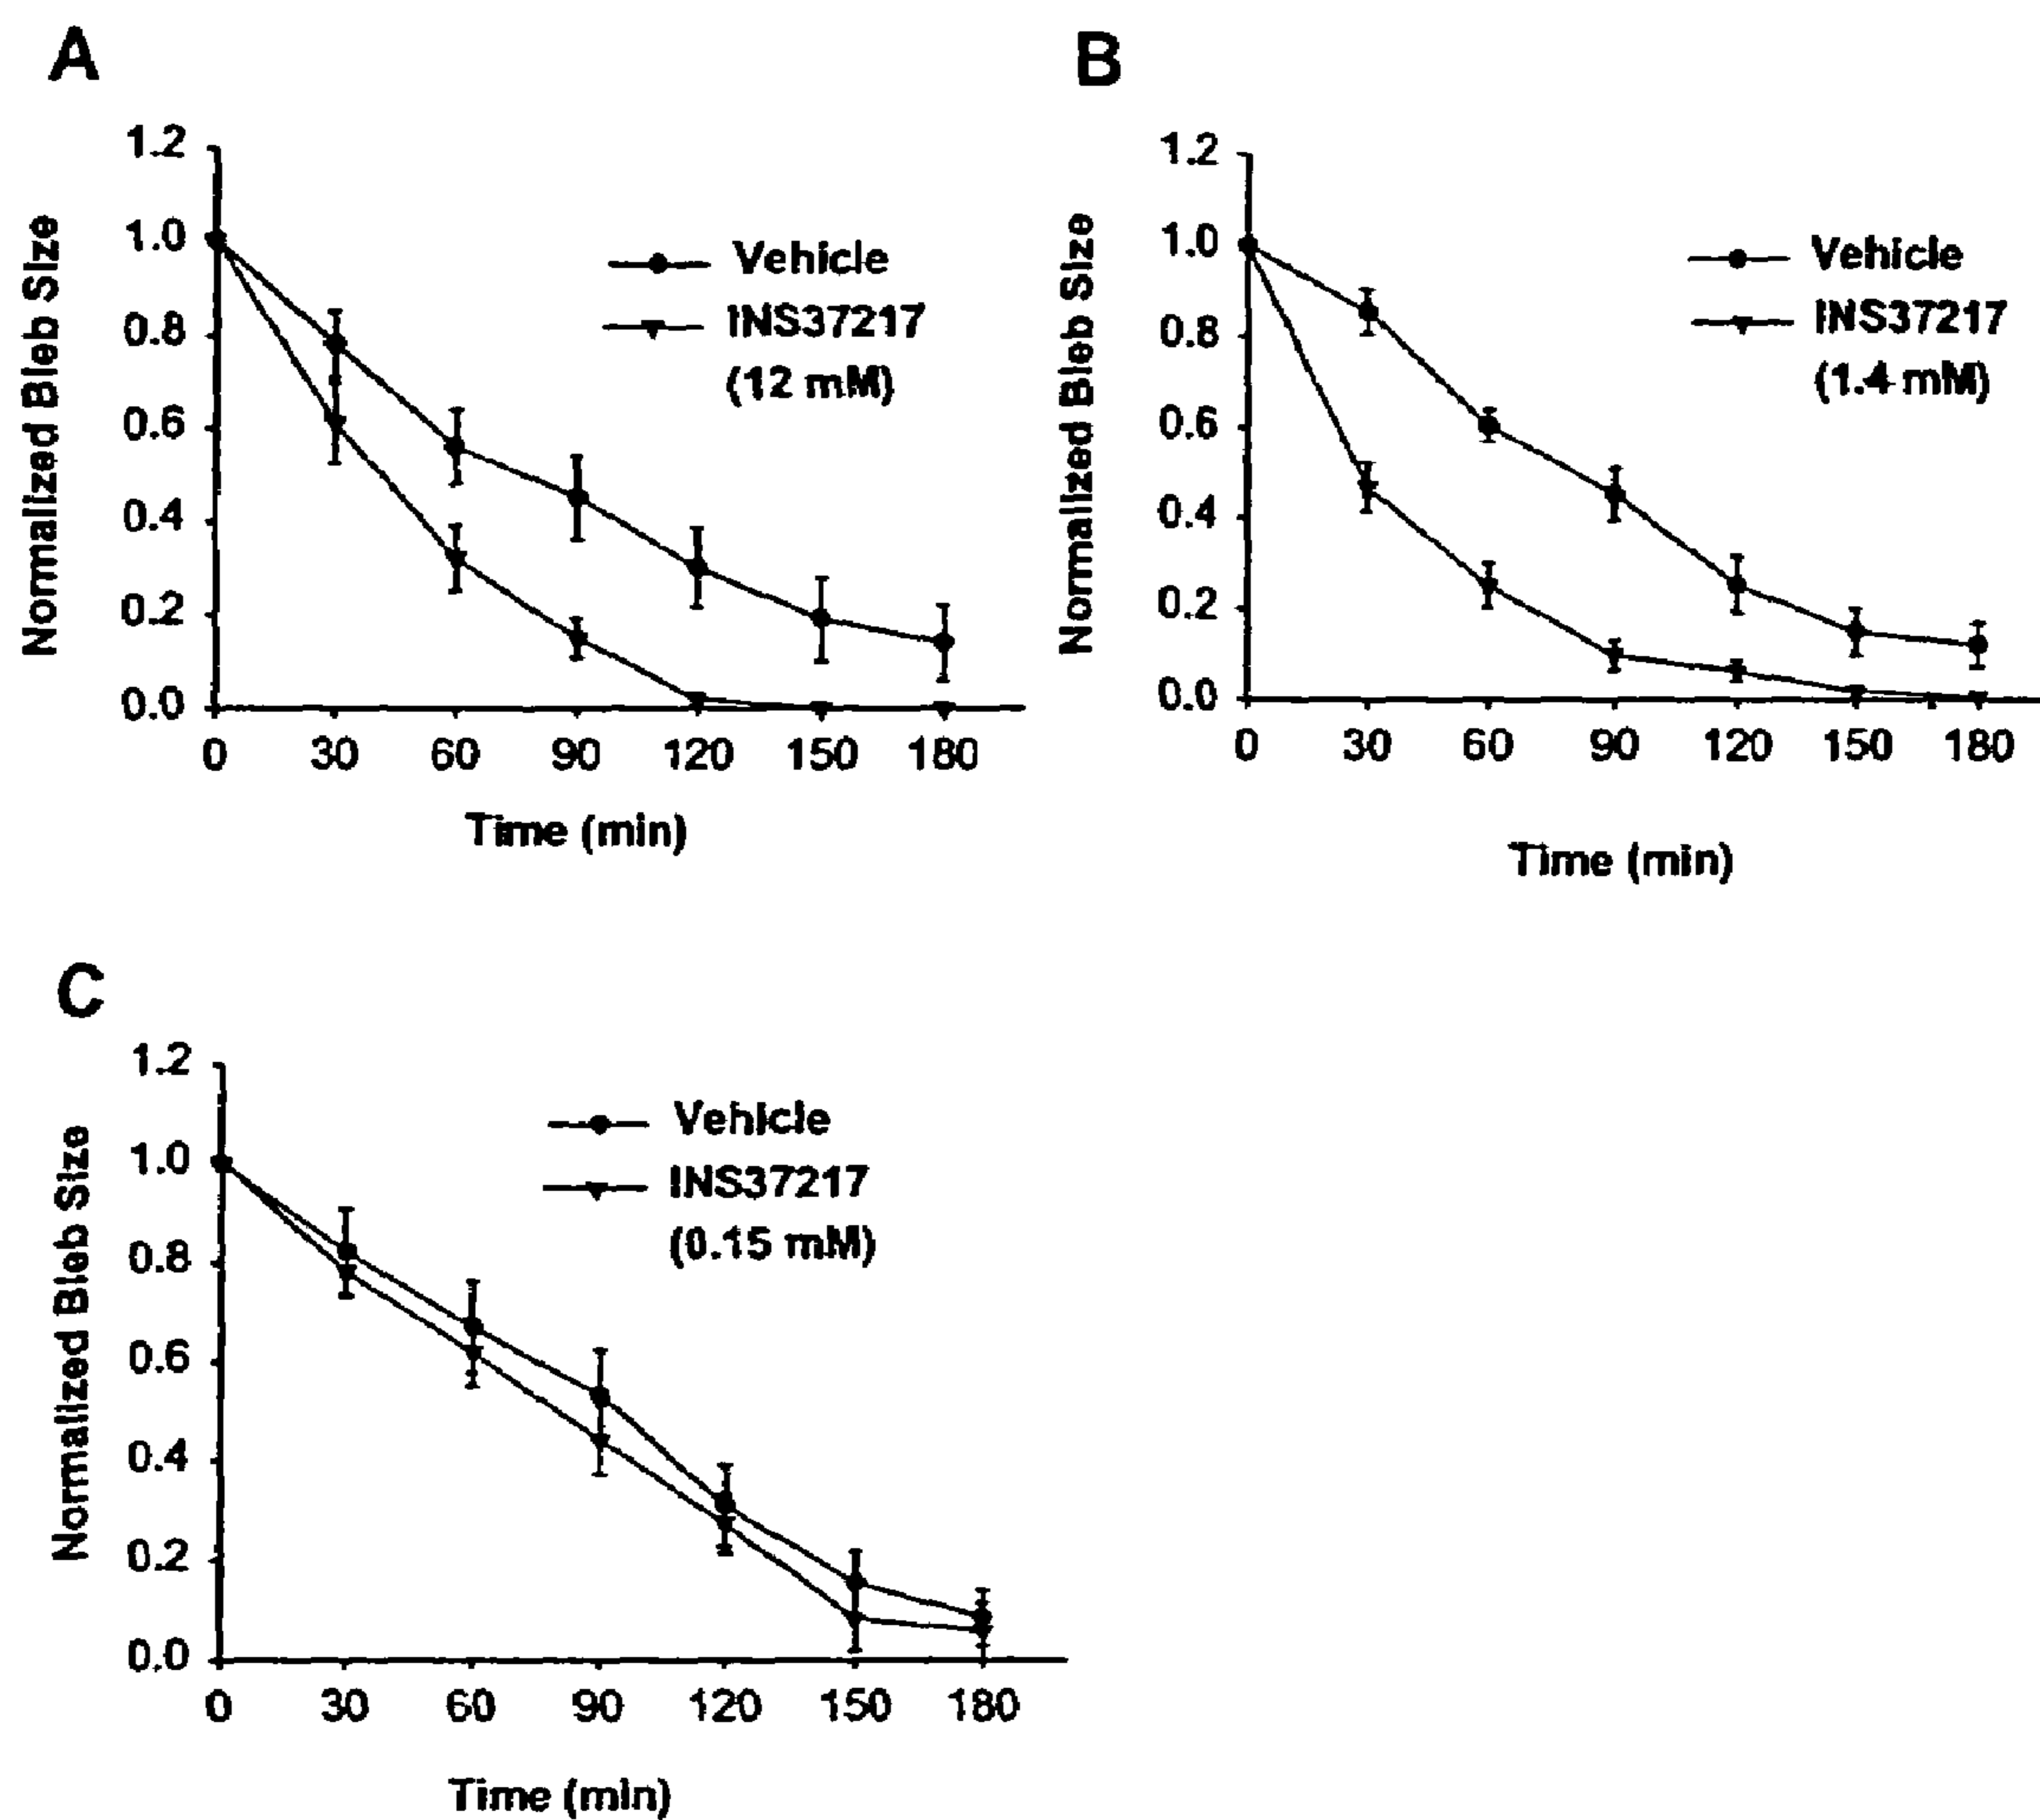 A
Normalized Bleb Size
1.2
1.0
0.8
0.6
0.4
0.2
0.0
Vehicle
INS37217
(12 mM)
0 30 60 90 120 150 180
Time (min)
B
Normalized Bleb Size
1.2
1.0
0.8
0.6
0.4
0.2
0.0
Vehicle
INS37217
(1.4 mM)
0 30 60 90 120 150 180
Time (min)
C
Normalized Bleb Size
1.2
1.0
0.8
0.6
0.4
0.2
0.0
Vehicle
INS37217
(0.15 mM)
0 30 60 90 120 150 180
Time (min)